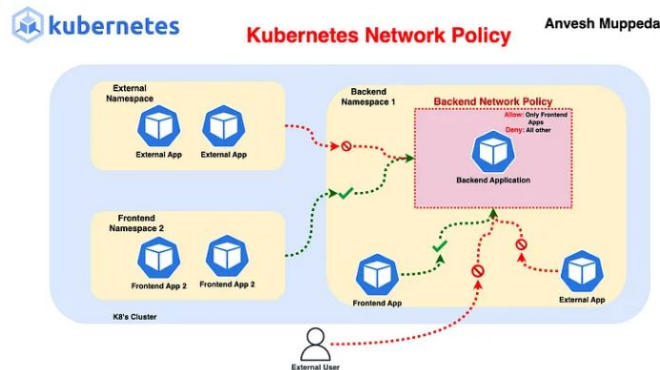 kubernetes
Kubernetes Network Policy
Anvesh Muppeda
External
Namespace
External App
External App
Frontend
Namespace 2
Frontend App 2
Frontend App 2
K8's Cluster
Backend
Namespace 1
Backend Network Policy
Allow: Only Frontend
Apps
Deny: All other
Backend Application
Frontend App
External App
External User